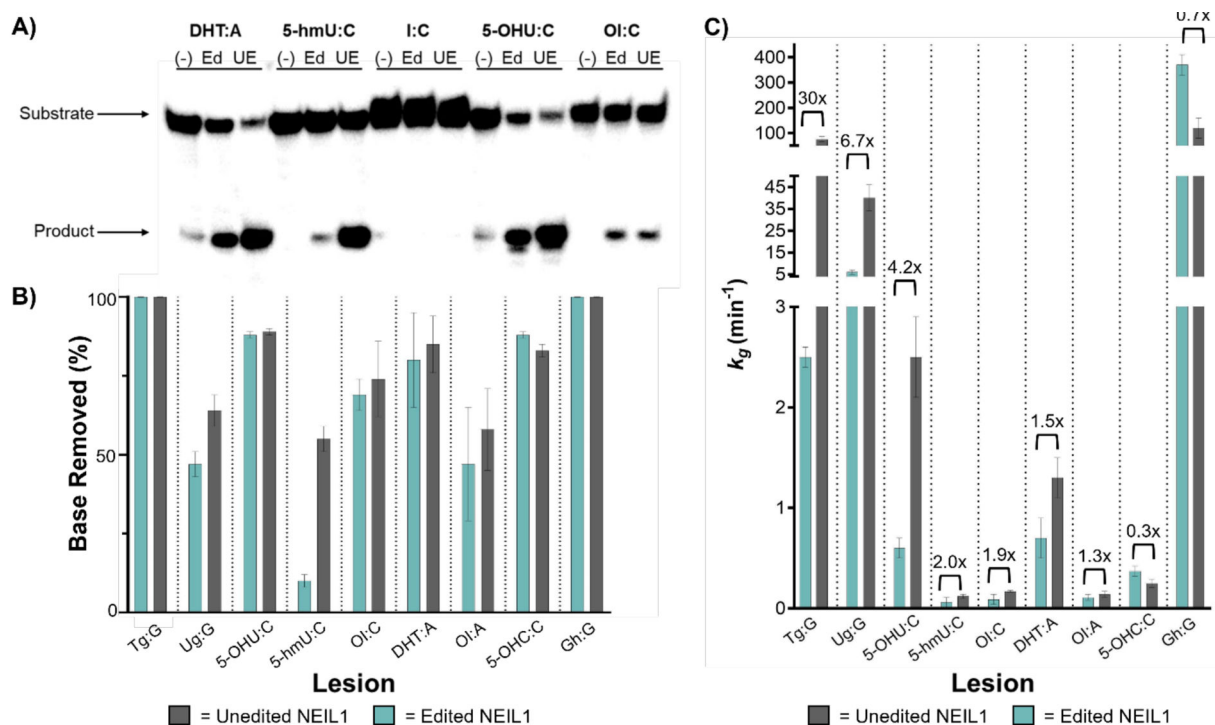 A)
DHT:A 5-hmU:C I:C 5-OHU:C OI:C
(-) Ed UE (-) Ed UE (-) Ed UE (-) Ed UE (-) Ed UE
Substrate
Product
B)
Base Removed (%)
100
50
0
Tg:G Ug:G 5-OHU:C 5-hmU:C OI:C DHT:A OI:A 5-OHC:C Gh:G
Lesion
= Unedited NEIL1 = Edited NEIL1
C)
kg (min-1)
400
300
200
100
45
35
25
15
5
3
2
1
0
30x
6.7x
4.2x
2.0x
1.9x
1.5x
1.3x
0.3x
0.7x
Tg:G Ug:G 5-OHU:C 5-hmU:C OI:C DHT:A OI:A 5-OHC:C Gh:G
Lesion
= Unedited NEIL1 = Edited NEIL1